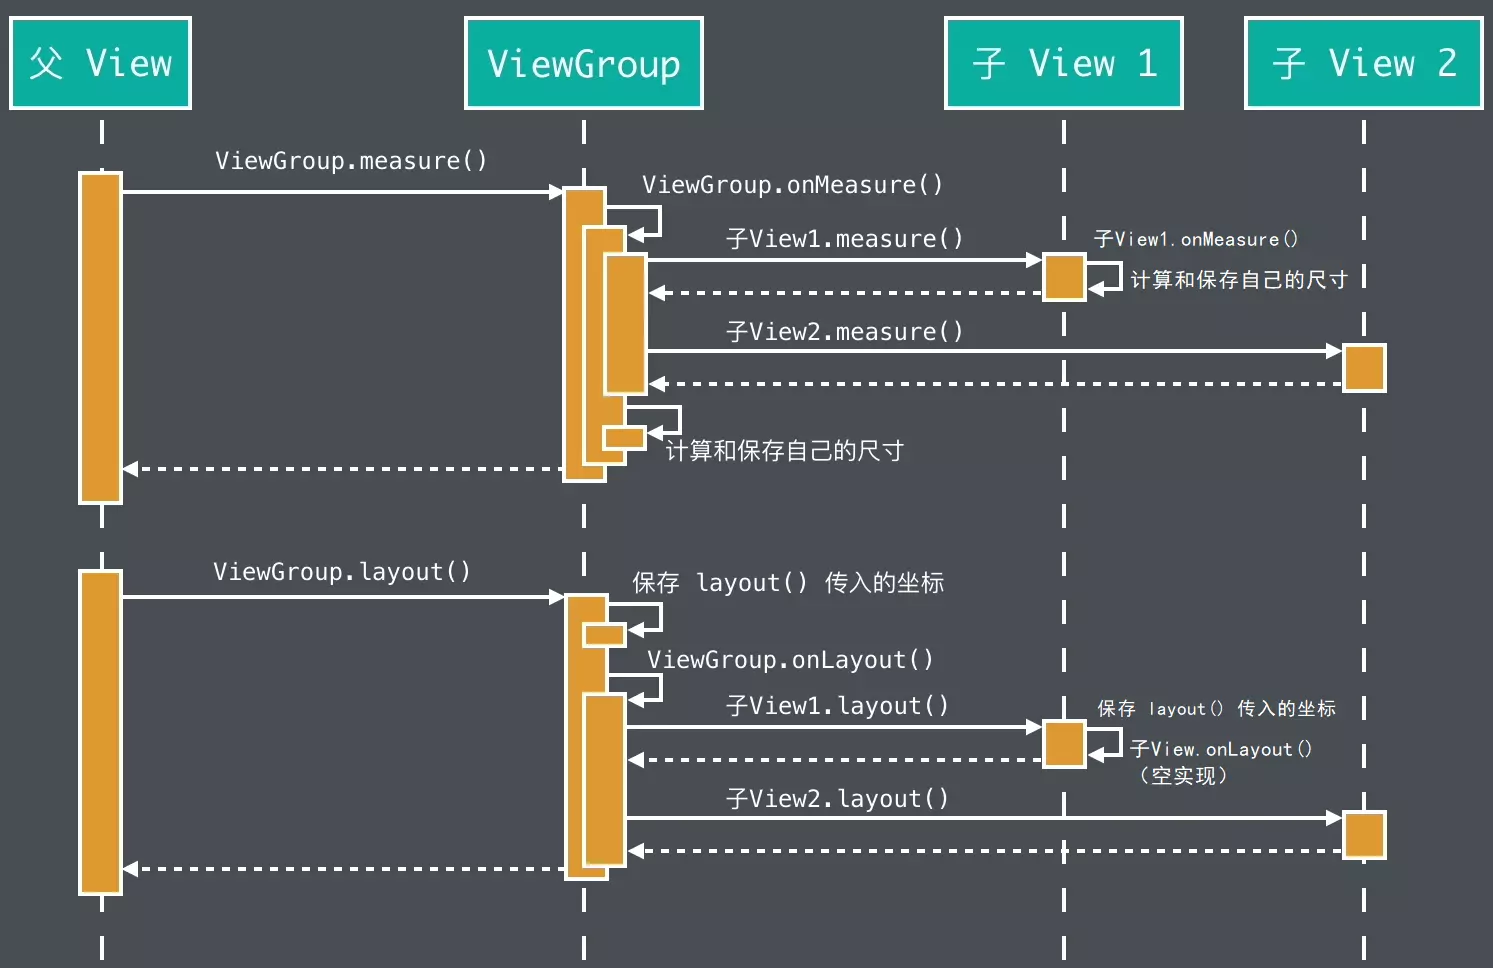 父 View
ViewGroup
子 View 1
子 View 2
ViewGroup.measure()
ViewGroup.onMeasure()
子View1.measure()
子View1.onMeasure()
计算和保存自己的尺寸
子View2.measure()
计算和保存自己的尺寸
ViewGroup.layout()
保存 layout() 传入的坐标
ViewGroup.onLayout()
子View1.layout()
保存 layout() 传入的坐标
子View.onLayout()
（空实现）
子View2.layout()